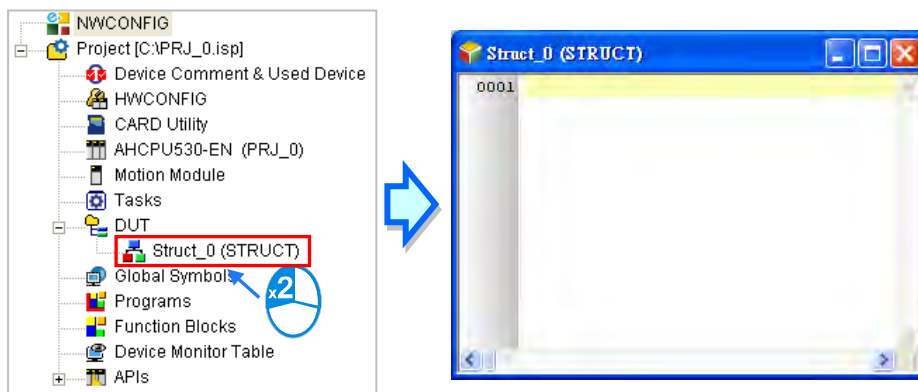 NWCONFIG
Project [C:\PRJ_0.isp]
Device Comment & Used Device
HWCONFIG
CARD Utility
AHCPU530-EN (PRJ_0)
Motion Module
Tasks
DUT
Struct_0 (STRUCT)
Global Symbols
x2
Programs
Function Blocks
Device Monitor Table
APIs
Struct_0 (STRUCT)
0001